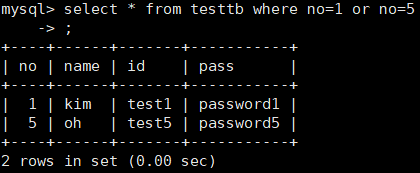 mysql> select * from testtb where no=1 or no=5
    -> ;
+----+------+-------+-----------+
| no | name | id    | pass      |
+----+------+-------+-----------+
|  1 | kim  | test1 | password1 |
|  5 | oh   | test5 | password5 |
+----+------+-------+-----------+
2 rows in set (0.00 sec)